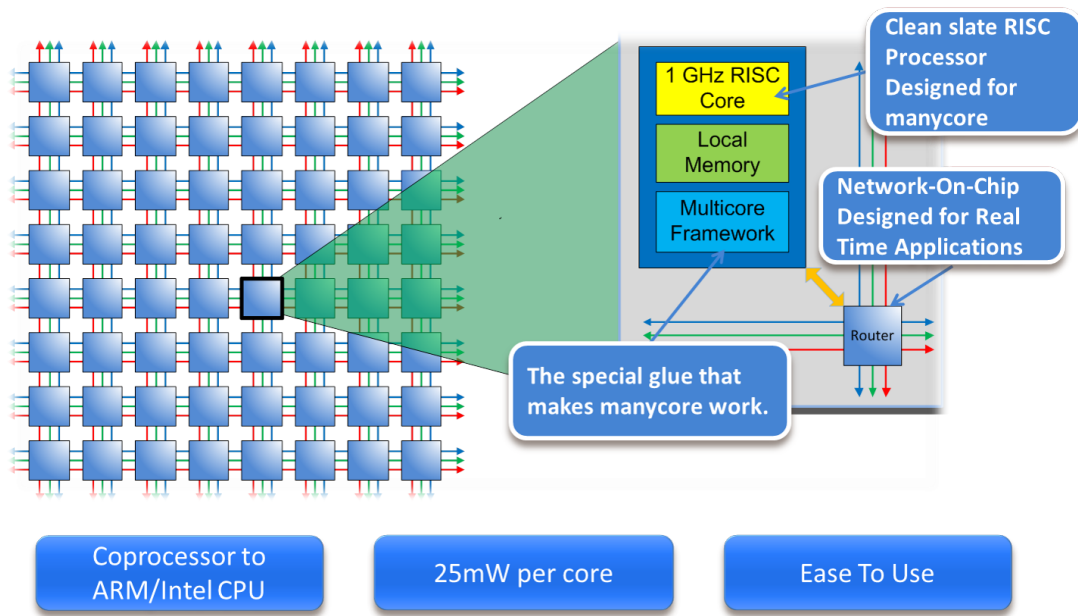 Clean slate RISC
Processor
Designed for
manycore
1 GHz RISC
Core
Local
Memory
Multicore
Framework
Network-On-Chip
Designed for Real
Time Applications
Router
The special glue that
makes manycore work.
Coprocessor to
ARM/Intel CPU
25mW per core
Ease To Use